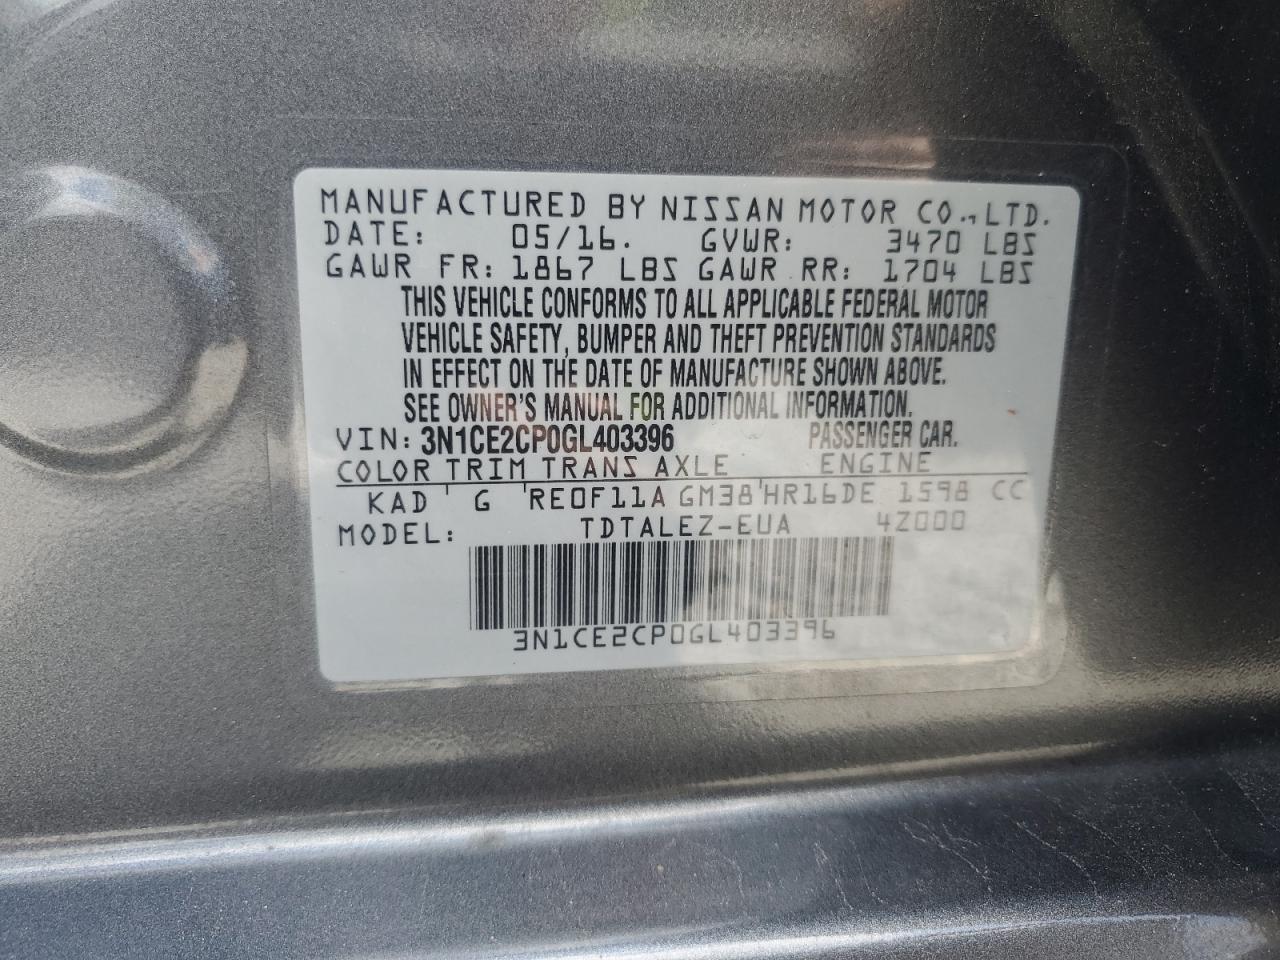 MANUFACTURED BY NISSAN MOTOR CO.,LTD.
DATE: 05/16. GVWR: 3470 LBS
GAWR FR: 1867 LBS GAWR RR: 1704 LBS
THIS VEHICLE CONFORMS TO ALL APPLICABLE FEDERAL MOTOR
VEHICLE SAFETY, BUMPER AND THEFT PREVENTION STANDARDS
IN EFFECT ON THE DATE OF MANUFACTURE SHOWN ABOVE.
SEE OWNER'S MANUAL FOR ADDITIONAL INFORMATION.
VIN: 3N1CE2CP0GL403396 PASSENGER CAR.
COLOR TRIM TRANS AXLE ENGINE
KAD ' G ' RE0F11A GM38 ' HR16DE 1598 CC
MODEL: TDTALEZ-EUA 4Z000
3N1CE2CP0GL403396